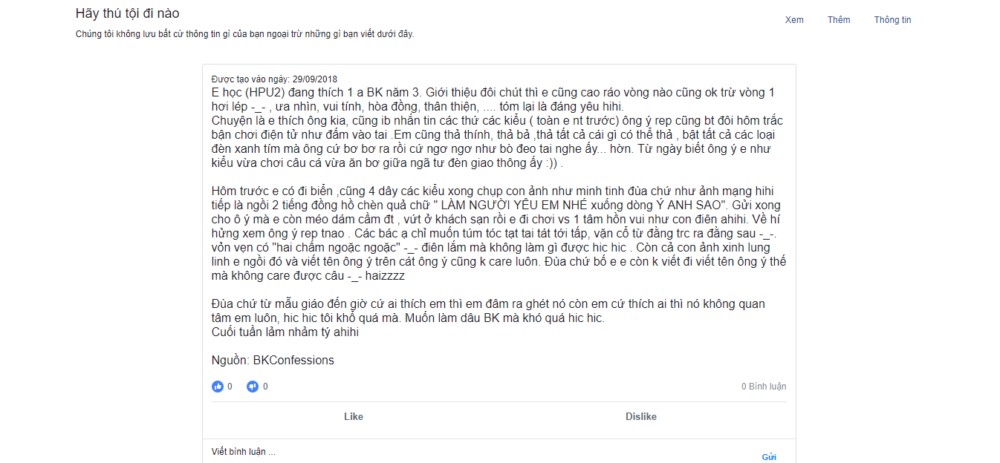 Hãy thú tội đi nào
Xem Thêm Thông tin
Chúng tôi không lưu bất cứ thông tin gì của bạn ngoại trừ những gì bạn viết dưới đây.
Được tạo vào ngày: 29/09/2018
E học (HPU2) đang thích 1 a BK năm 3. Giới thiệu đôi chút thì e cũng cao ráo vòng nào cũng ok trừ vòng 1
hơi lép -_- , ưa nhìn, vui tính, hòa đồng, thân thiện, .... tóm lại là đáng yêu hihi.
Chuyện là e thích ông kia, cũng ib nhắn tin các thứ các kiểu ( toàn e nt trước) ông ý rep cũng bt đôi hôm trắc
bận chơi điện tử như đấm vào tai .Em cũng thả thính, thả bả ,thả tất cả cái gì có thể thả , bật tất cả các loại
đèn xanh tím mà ông cứ bơ bơ ra rồi cứ ngơ ngơ như bò đeo tai nghe ấy... hờn. Từ ngày biết ông ý e như
kiểu vừa chơi câu cá vừa ăn bơ giữa ngã tư đèn giao thông ấy :)) .
Hôm trước e có đi biển ,cũng 4 dây các kiểu xong chụp con ảnh như minh tinh đùa chứ như ảnh mạng hihi
tiếp là ngồi 2 tiếng đồng hồ chèn quả chữ " LÀM NGƯỜI YÊU EM NHÉ xuống dòng Ý ANH SAO". Gửi xong
cho ô ý mà e còn méo dám cầm đt , vứt ở khách sạn rồi e đi chơi vs 1 tâm hồn vui như con điên ahihi. Về hí
hửng xem ông ý rep tnao . Các bác ạ chỉ muốn túm tóc tạt tai tát tới tấp, vặn cổ từ đằng trc ra đằng sau -_-.
vỏn vẹn có "hai chấm ngoặc ngoặc" -_- điên lắm mà không làm gì được hic hic . Còn cả con ảnh xinh lung
linh e ngồi đó và viết tên ông ý trên cát ông ý cũng k care luôn. Đùa chứ bố e e còn k viết đi viết tên ông ý thế
mà không care được câu -_- haizzzz
Đùa chứ từ mẫu giáo đến giờ cứ ai thích em thì em đâm ra ghét nó còn em cứ thích ai thì nó không quan
tâm em luôn, hic hic tôi khổ quá mà. Muốn làm dâu BK mà khó quá hic hic.
Cuối tuần lảm nhảm tý ahihi
Nguồn: BKConfessions
0 0 0 Bình luận
Like Dislike
Viết bình luận ...
Gửi